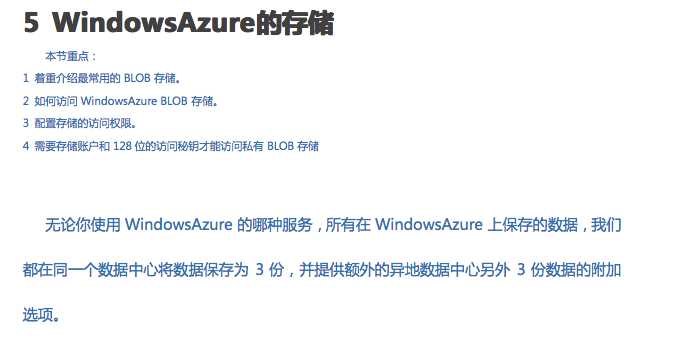 5 WindowsAzure的存储
本节重点：
1 着重介绍最常用的 BLOB 存储。
2 如何访问 WindowsAzure BLOB 存储。
3 配置存储的访问权限。
4 需要存储账户和 128 位的访问秘钥才能访问私有 BLOB 存储
无论你使用 WindowsAzure 的哪种服务，所有在 WindowsAzure 上保存的数据，我们
都在同一个数据中心将数据保存为 3 份，并提供额外的异地数据中心另外 3 份数据的附加
选项。